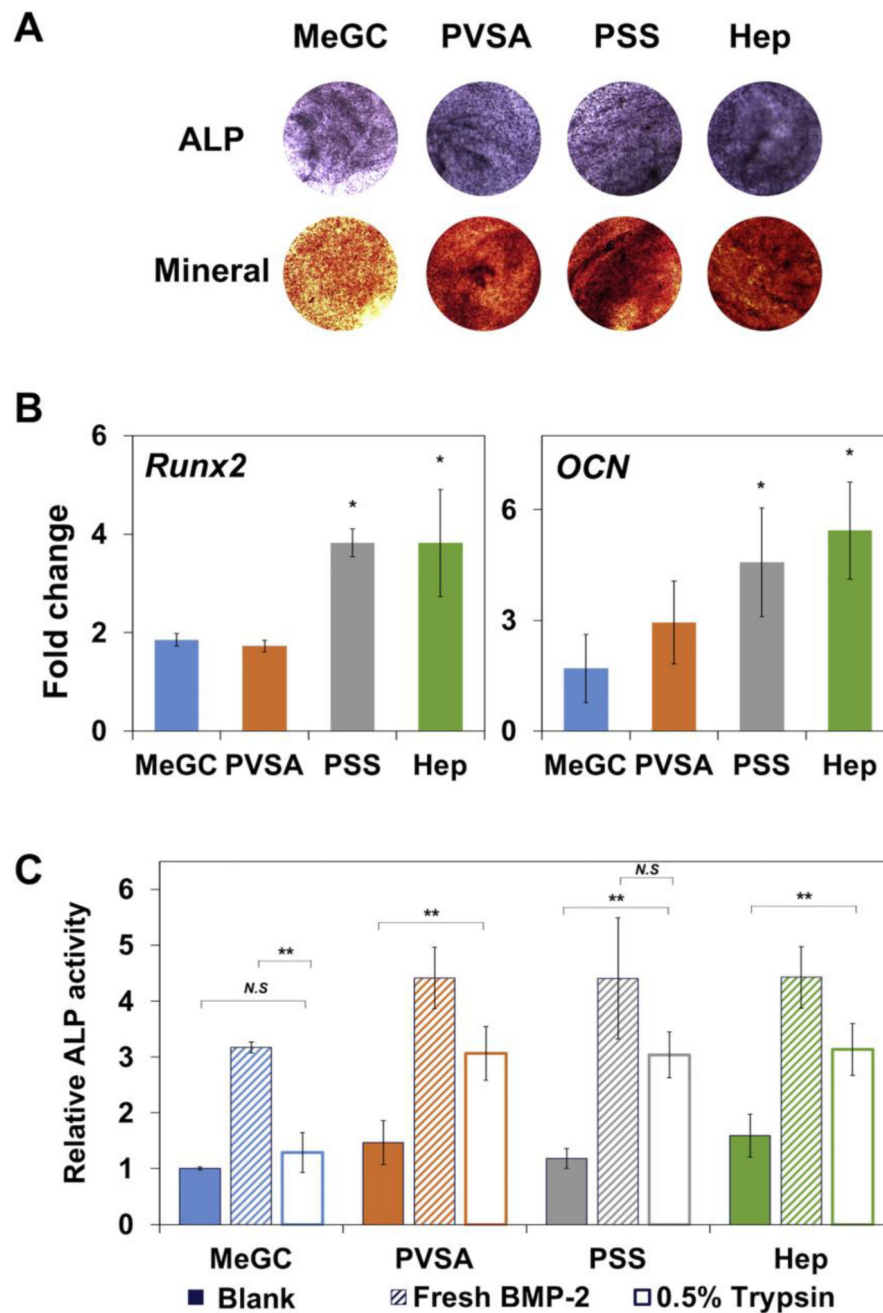 A
MeGC PVSA PSS Hep
ALP
Mineral
B
Fold change
6
4
2
0
Runx2
*
*
MeGC PVSA PSS Hep
6
3
0
OCN
*
*
MeGC PVSA PSS Hep
C
Relative ALP activity
6
5
4
3
2
1
0
N.S
**
**
N.S
**
**
MeGC PVSA PSS Hep
Blank Fresh BMP-2 0.5% Trypsin